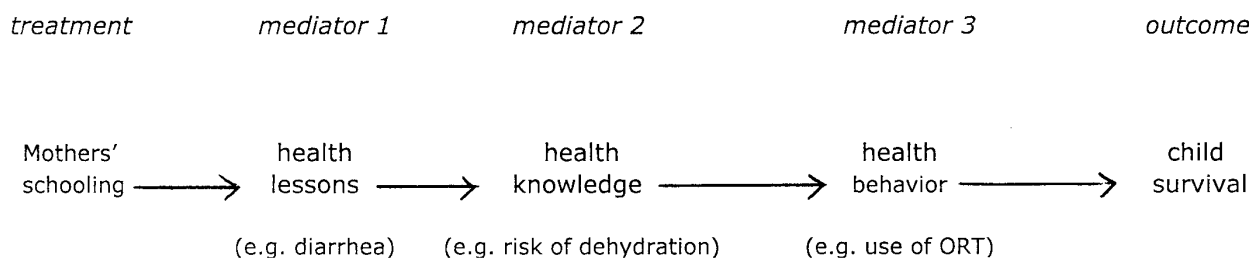 treatment mediator 1 mediator 2 mediator 3 outcome
Mothers' health health health child
schooling lessons knowledge behavior survival
(e.g. diarrhea) (e.g. risk of dehydration) (e.g. use of ORT)